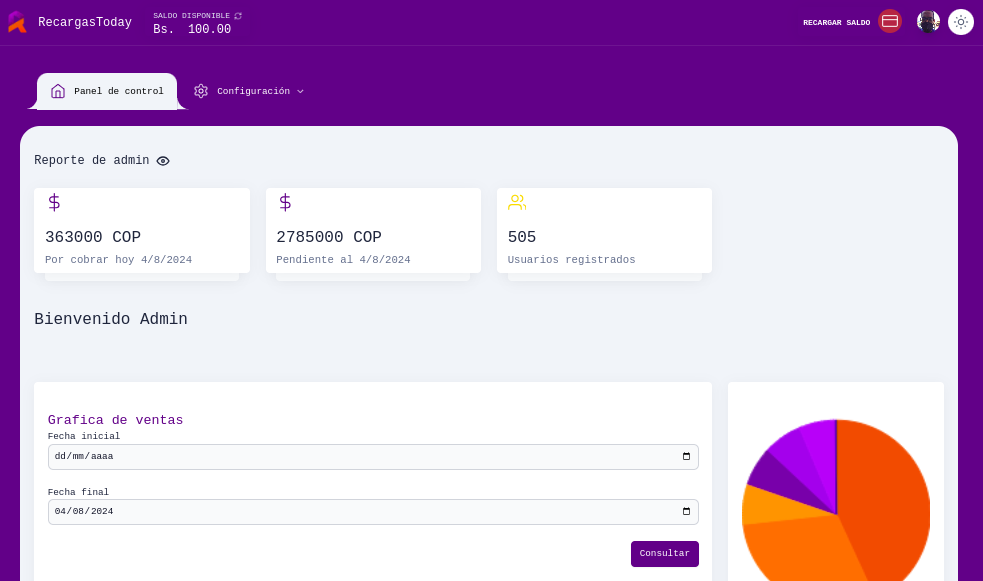 RecargasToday
SALDO DISPONIBLE
Bs. 100.00
RECARGAR SALDO
Panel de control
Configuración
Reporte de admin
363000 COP
Por cobrar hoy 4/8/2024
2785000 COP
Pendiente al 4/8/2024
505
Usuarios registrados
Bienvenido Admin
Grafica de ventas
Fecha inicial
dd/mm/aaaa
Fecha final
04/08/2024
Consultar